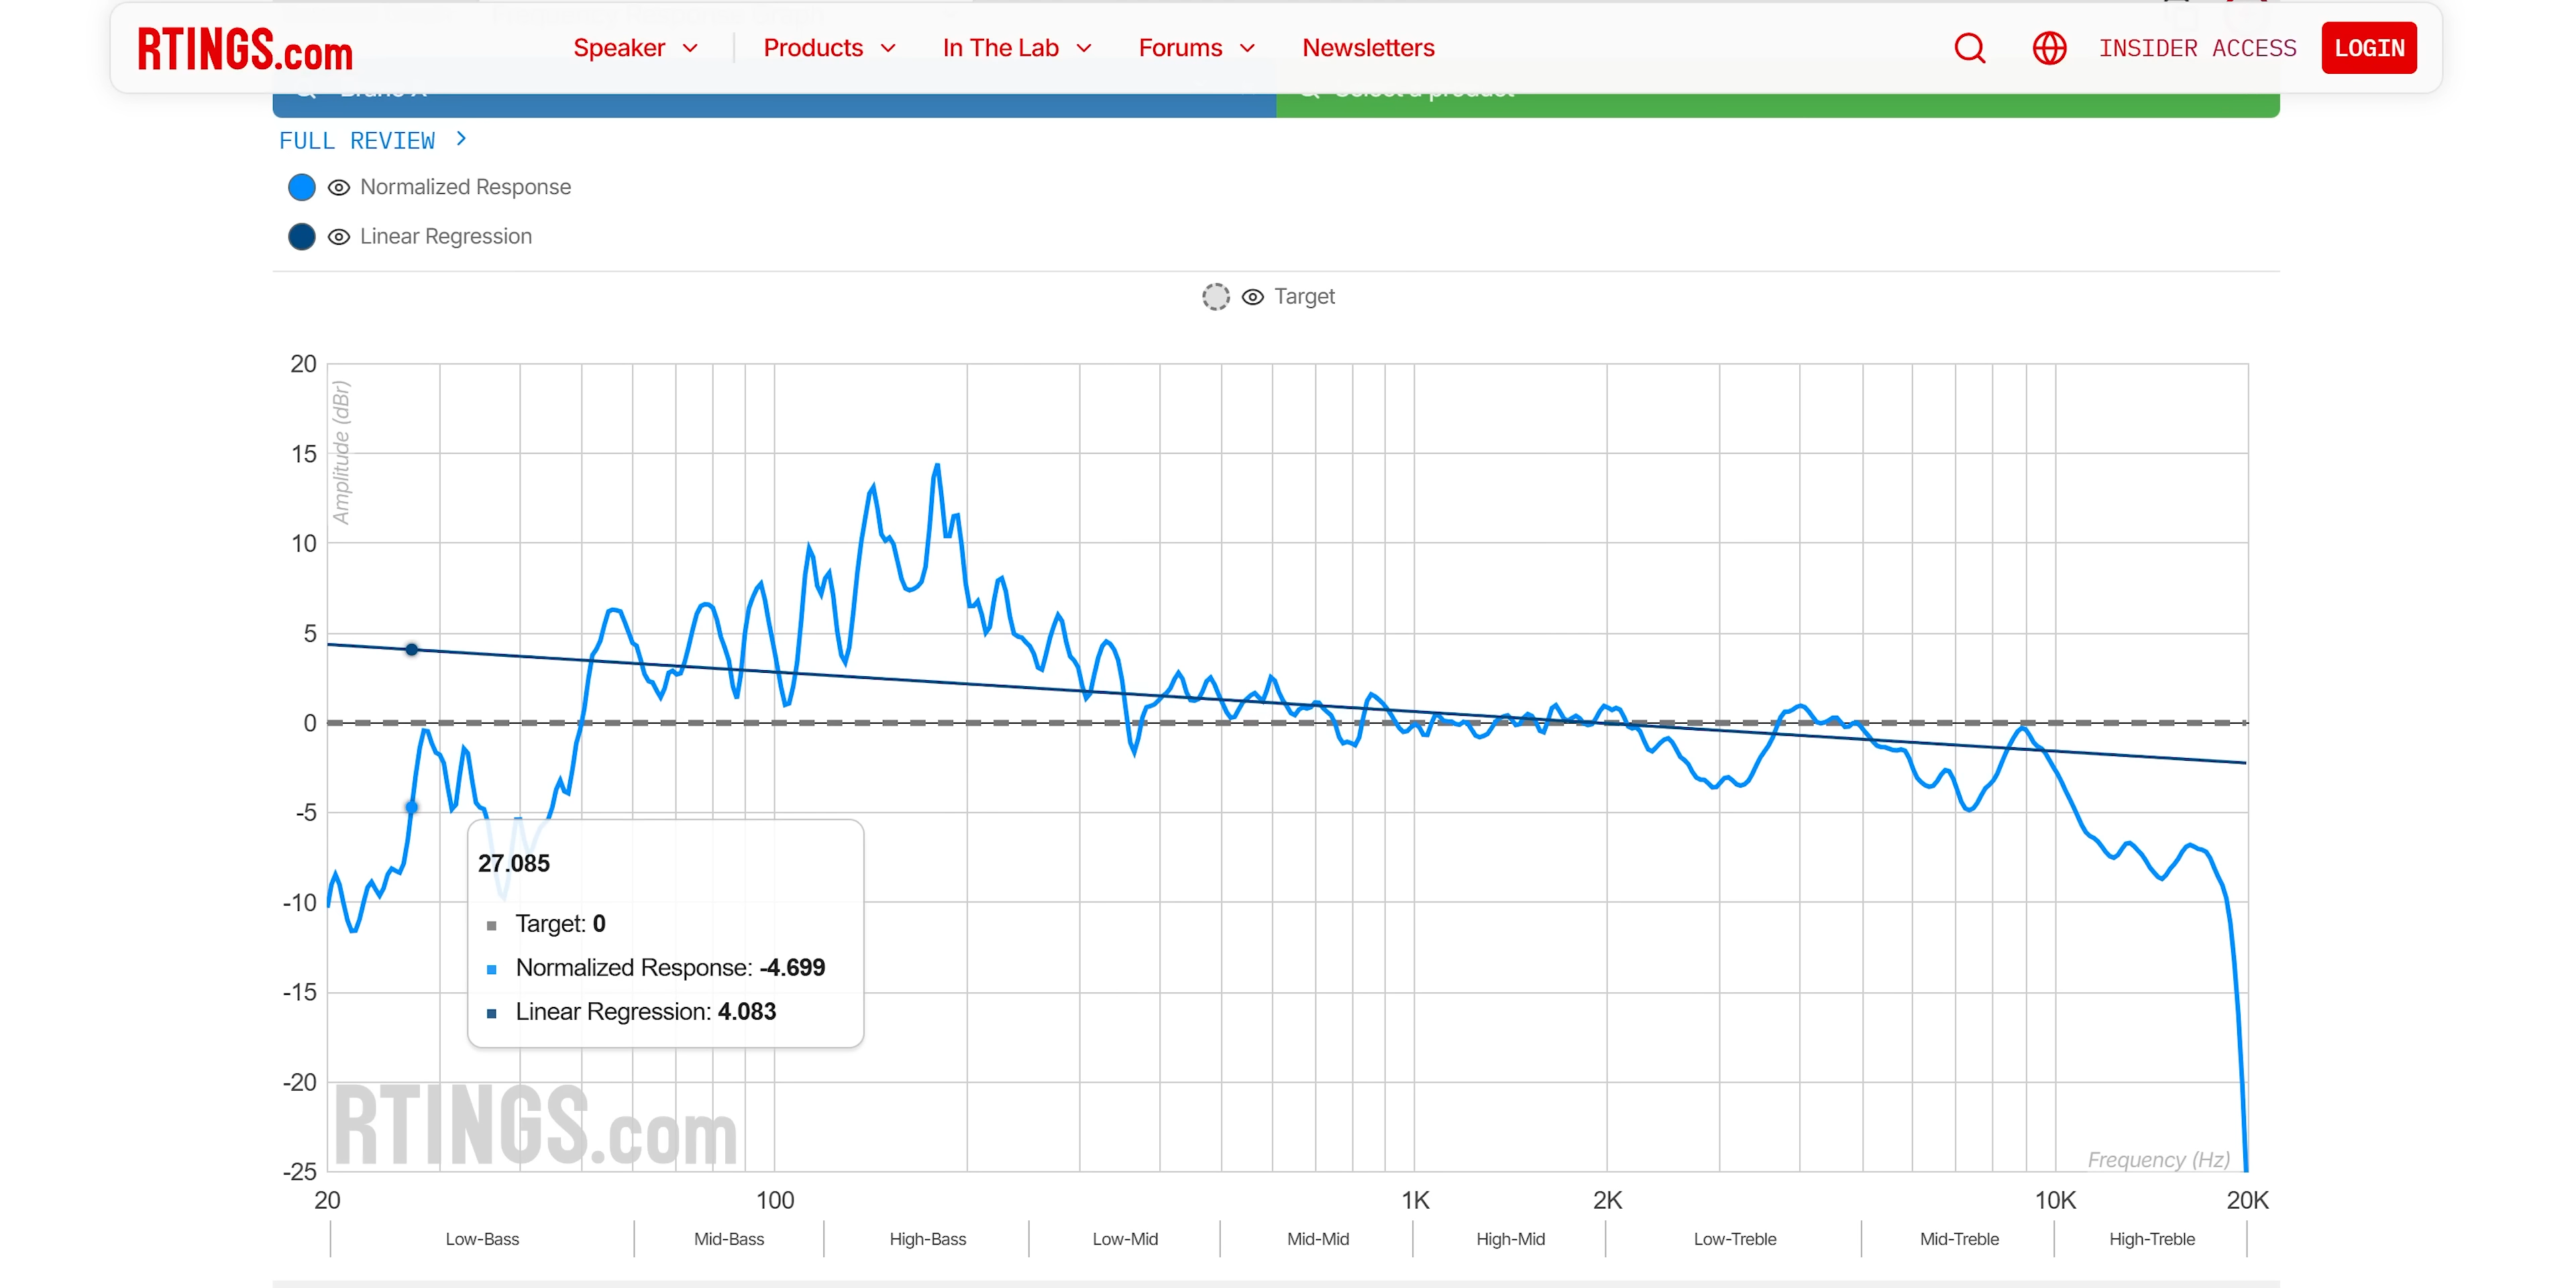 RTINGS.com
Speaker
Products
In The Lab
Forums
Newsletters
INSIDER ACCESS
LOGIN
FULL REVIEW
Normalized Response
Linear Regression
Target
Amplitude (dBr)
20
15
10
5
0
-5
-10
-15
-20
-25
27.085
Target: 0
Normalized Response: -4.699
Linear Regression: 4.083
RTINGS.com
Frequency (Hz)
20 100 1K 2K 10K 20K
Low-Bass Mid-Bass High-Bass Low-Mid Mid-Mid High-Mid Low-Treble Mid-Treble High-Treble